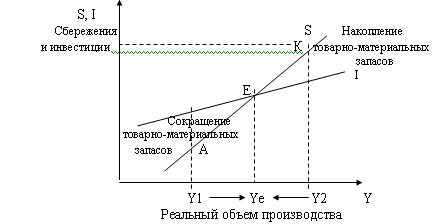 S, I
Сбережения
и инвестиции
S
K
Накопление
товарно-материальных
запасов
I
E
Сокращение
товарно-материальных
запасов
A
Y1
Ye
Y2
Y
Реальный объем производства